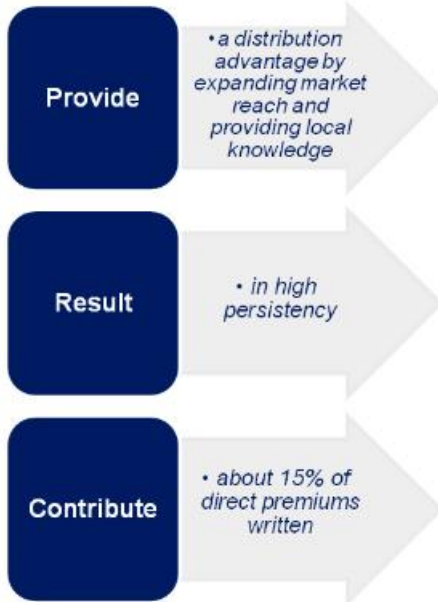 Provide
• a distribution
advantage by
expanding market
reach and
providing local
knowledge
Result
• in high
persistency
Contribute
• about 15% of
direct premiums
written